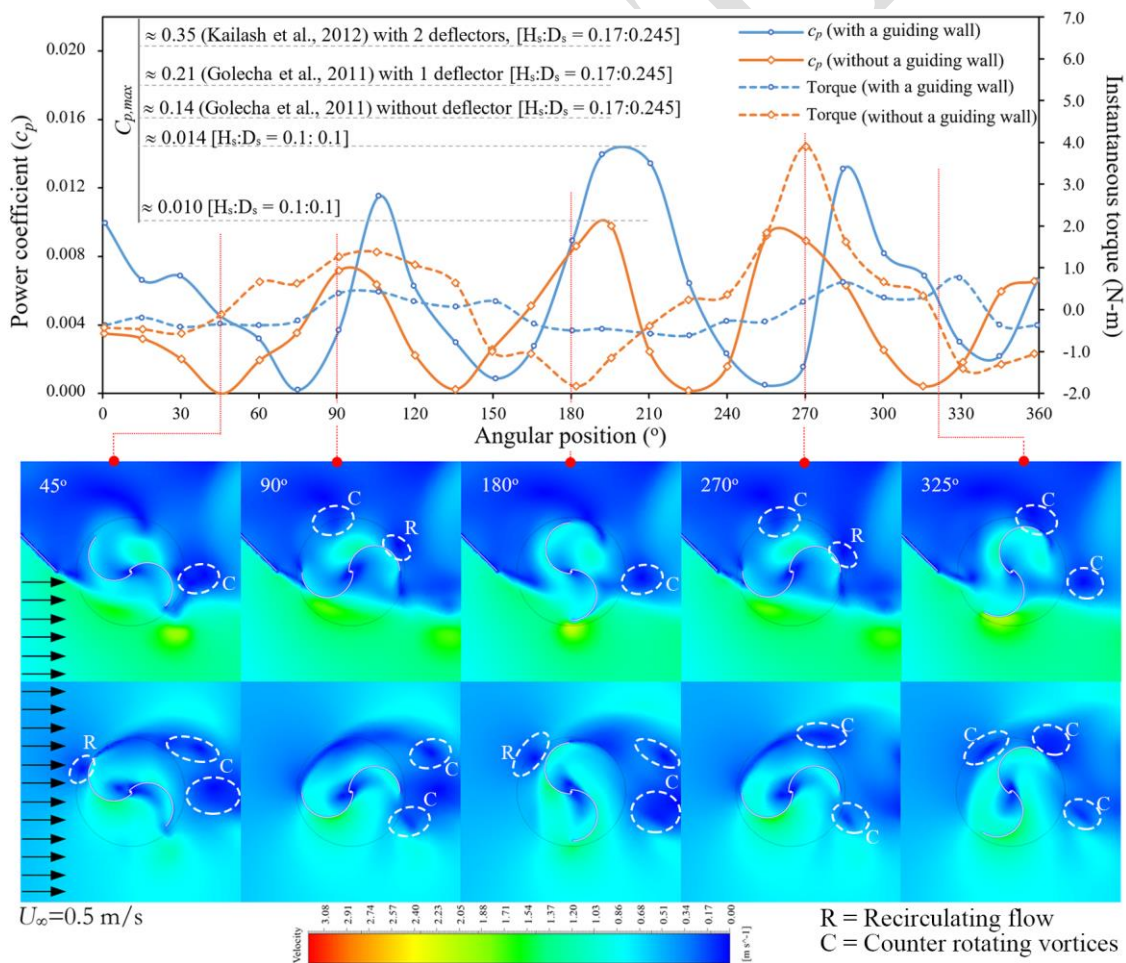 ≈ 0.35 (Kailash et al., 2012) with 2 deflectors, [Hs:Ds = 0.17:0.245]
≈ 0.21 (Golecha et al., 2011) with 1 deflector [Hs:Ds = 0.17:0.245]
≈ 0.14 (Golecha et al., 2011) without deflector [Hs:Ds = 0.17:0.245]
≈ 0.014 [Hs:Ds = 0.1: 0.1]
≈ 0.010 [Hs:Ds = 0.1:0.1]
Cp,max
cp (with a guiding wall)
cp (without a guiding wall)
Torque (with a guiding wall)
Torque (without a guiding wall)
Power coefficient (cp)
0.020
0.016
0.012
0.008
0.004
0.000
Instantaneous torque (N-m)
7.0
6.0
5.0
4.0
3.0
2.0
1.0
0.0
-1.0
-2.0
0 30 60 90 120 150 180 210 240 270 300 330 360
Angular position (o)
45o 90o 180o 270o 325o
C
C
R
C
C
R
C
C
R
C
C
C
C
R
C
C
C
C
C
C
C
U∞=0.5 m/s
Velocity
3.08 2.91 2.74 2.57 2.40 2.23 2.05 1.88 1.71 1.54 1.37 1.20 1.03 0.86 0.68 0.51 0.34 0.17 0.00
[m s^-1]
R = Recirculating flow
C = Counter rotating vortices